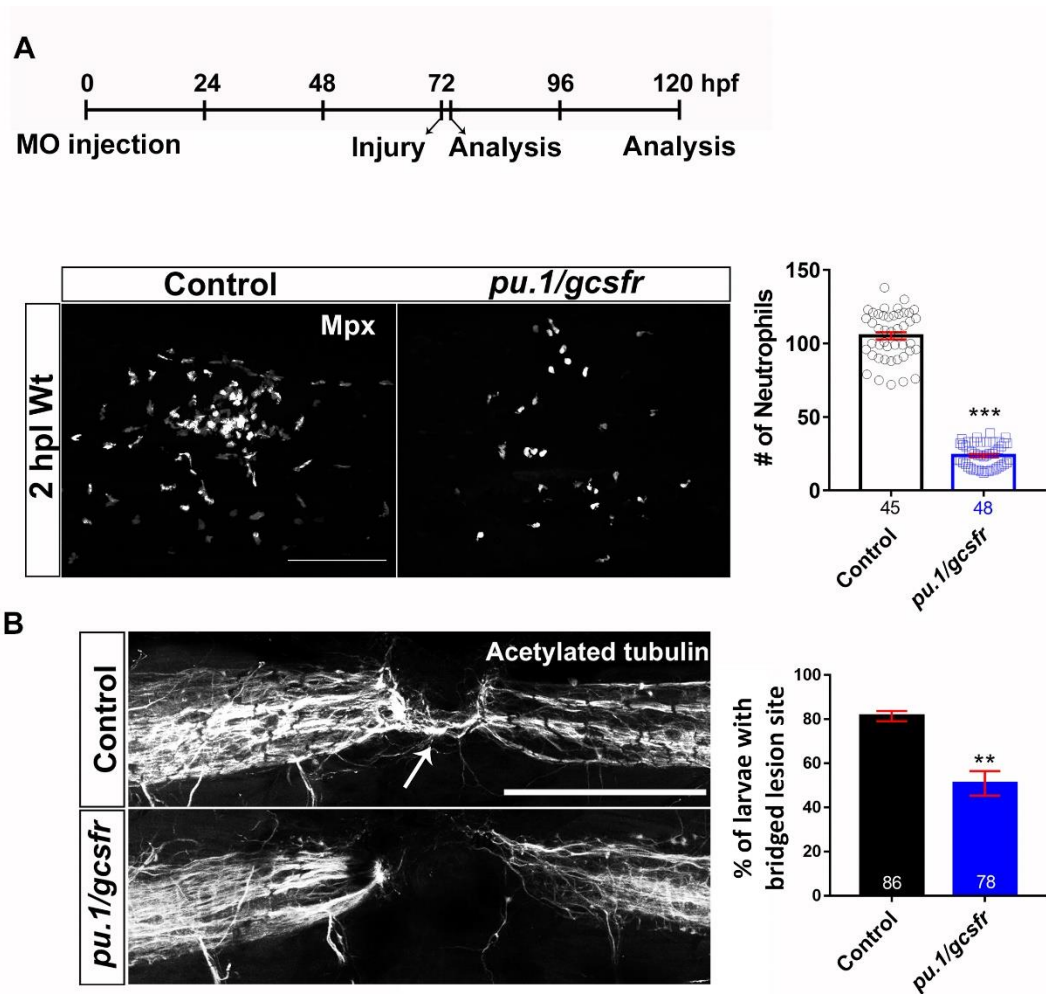 A
0 24 48 72 96 120 hpf
MO injection Injury Analysis Analysis
Control pu.1/gcsfr
Mpx
2 hpl Wt
# of Neutrophils
150
100
50
0
***
45 48
Control pu.1/gcsfr
B
Control
Acetylated tubulin
pu.1/gcsfr
% of larvae with
bridged lesion site
100
80
60
40
20
0
**
86 78
Control pu.1/gcsfr